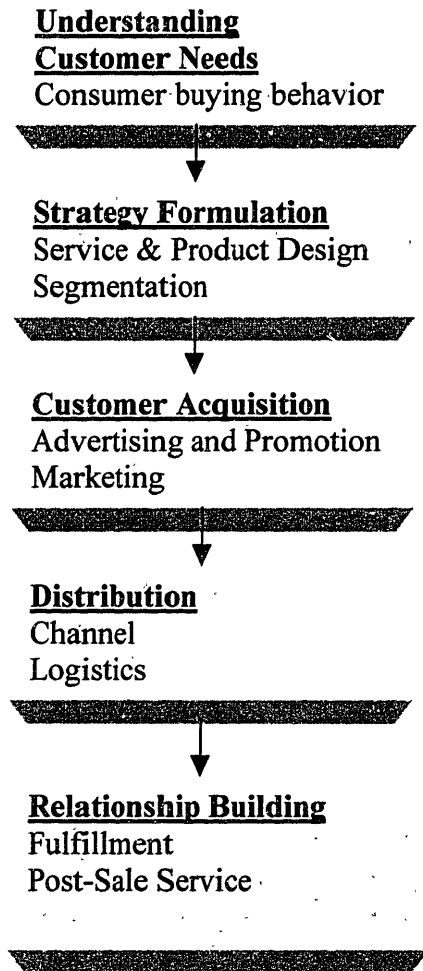 Understanding
Customer Needs
Consumer buying behavior
Strategy Formulation
Service & Product Design
Segmentation
Customer Acquisition
Advertising and Promotion
Marketing
Distribution
Channel
Logistics
Relationship Building
Fulfillment
Post-Sale Service